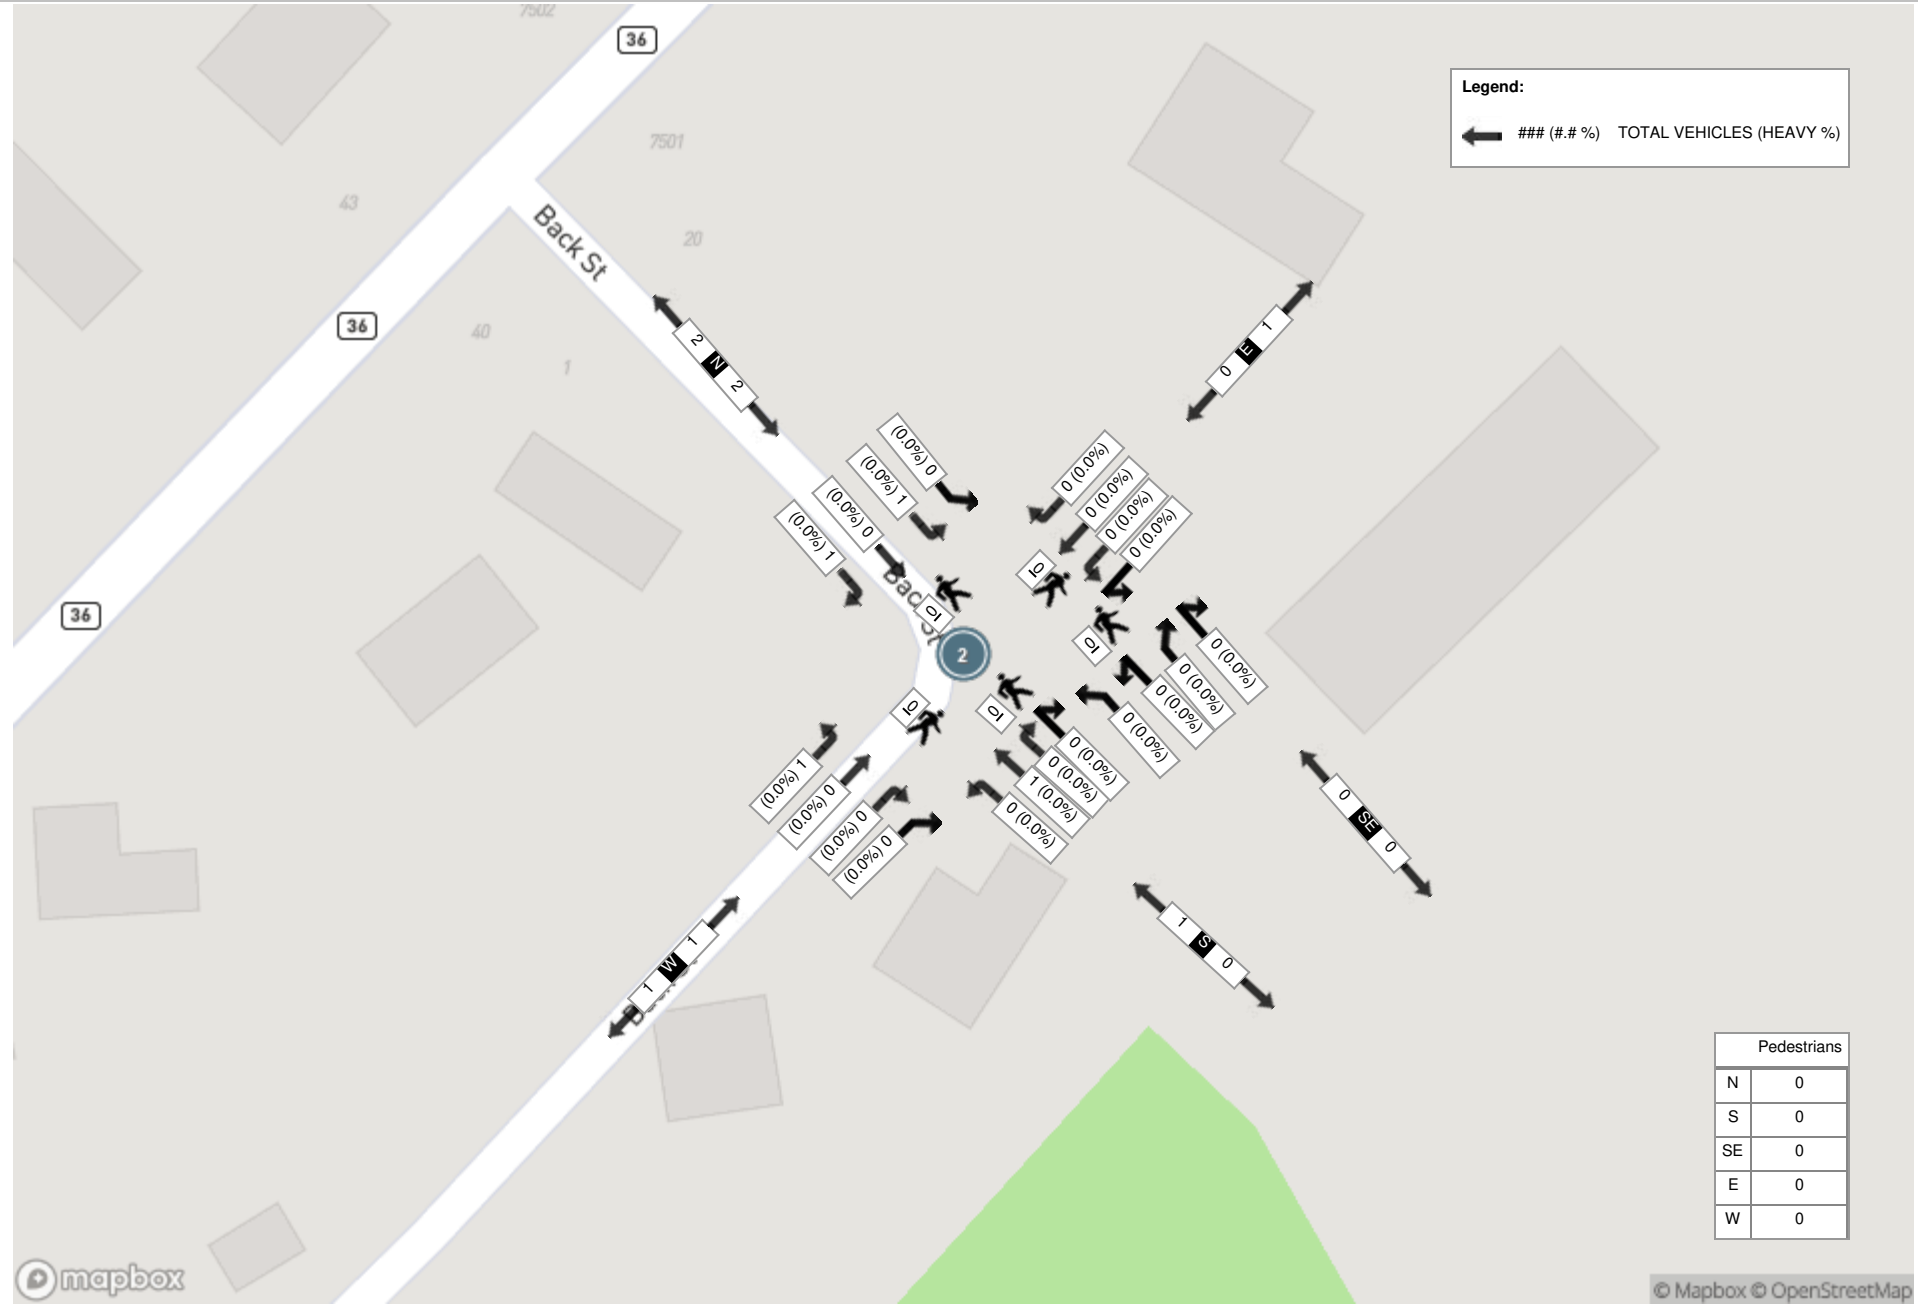 7502
36
Legend:
### (#.# %) TOTAL VEHICLES (HEAVY %)
7501
43
20
Back St
36
40
1
2 N 2
0 E 1
(0.0%) 0
(0.0%) 1
(0.0%) 0
(0.0%) 1
0 (0.0%)
0 (0.0%)
0 (0.0%)
0 (0.0%)
0
0
0
36
2
0 (0.0%)
0 (0.0%)
0 (0.0%)
0 (0.0%)
0
0
0 (0.0%)
0 (0.0%)
1 (0.0%)
0 (0.0%)
(0.0%) 1
(0.0%) 0
(0.0%) 0
(0.0%) 0
0 SE 0
1 S 0
1 W 1
Pedestrians
N 0
S 0
SE 0
E 0
W 0
mapbox
© Mapbox © OpenStreetMap